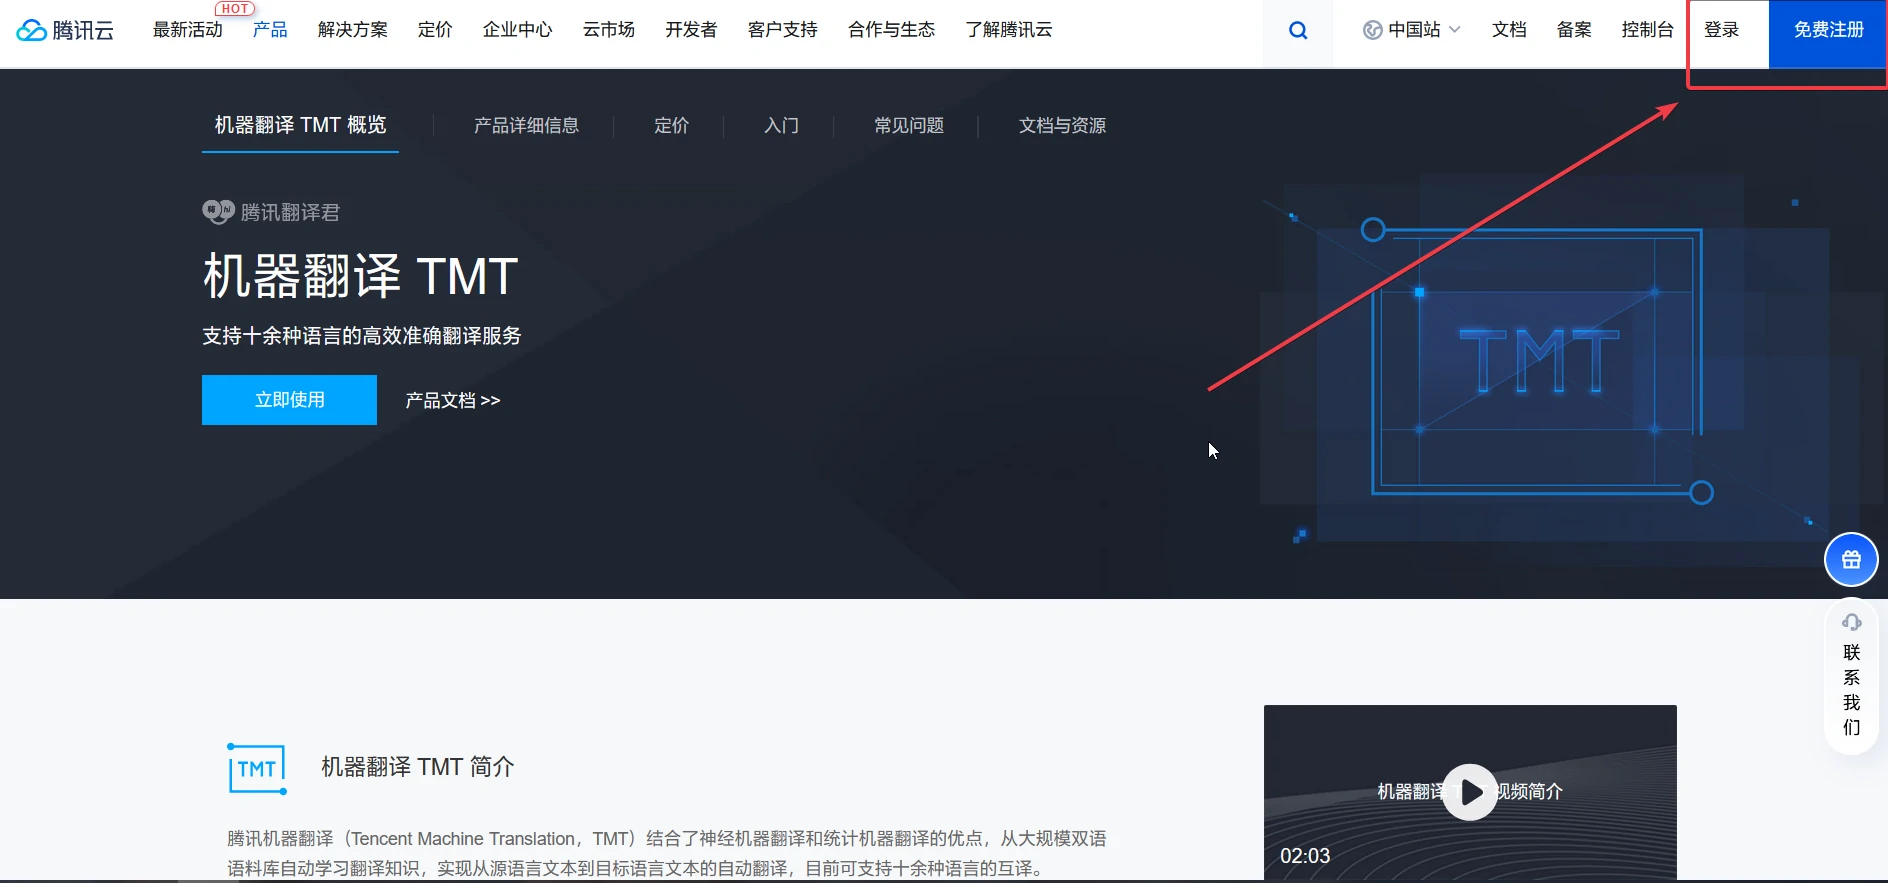 HOT
腾讯云 最新活动 产品 解决方案 定价 企业中心 云市场 开发者 客户支持 合作与生态 了解腾讯云 中国站 文档 备案 控制台 登录 免费注册
机器翻译 TMT 概览 产品详细信息 定价 入门 常见问题 文档与资源
腾讯翻译君
机器翻译 TMT
支持十余种语言的高效准确翻译服务
立即使用 产品文档 >>
TMT
联系我们
TMT
机器翻译 TMT 简介
腾讯机器翻译（Tencent Machine Translation，TMT）结合了神经机器翻译和统计机器翻译的优点，从大规模双语
语料库自动学习翻译知识，实现从源语言文本到目标语言文本的自动翻译，目前可支持十余种语言的互译。
机器翻译 T 视频简介
02:03